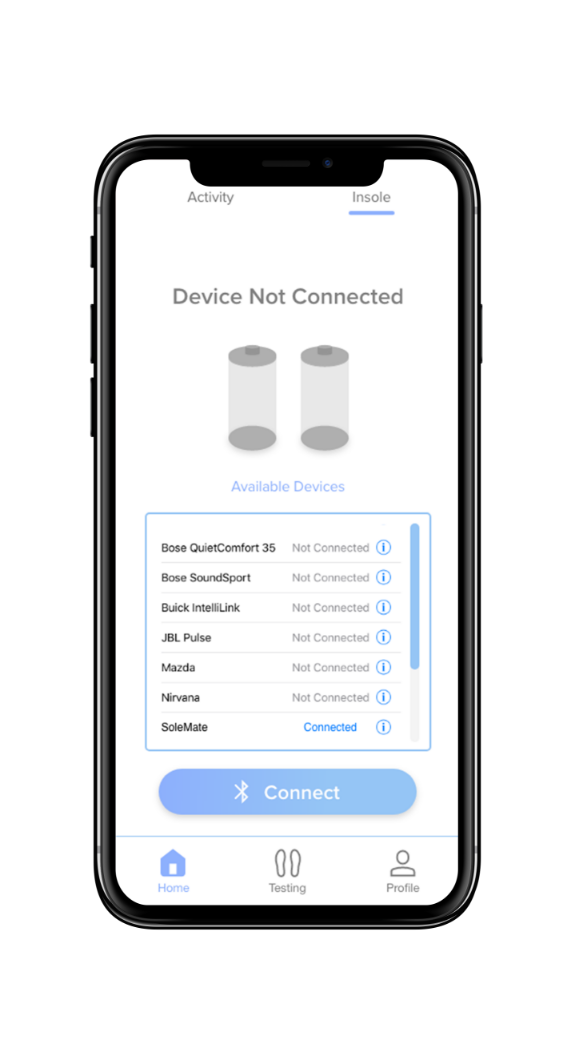 Activity Insole
Device Not Connected
Available Devices
Bose QuietComfort 35 Not Connected
Bose SoundSport Not Connected
Buick IntelliLink Not Connected
JBL Pulse Not Connected
Mazda Not Connected
Nirvana Not Connected
SoleMate Connected
Connect
Home Testing Profile